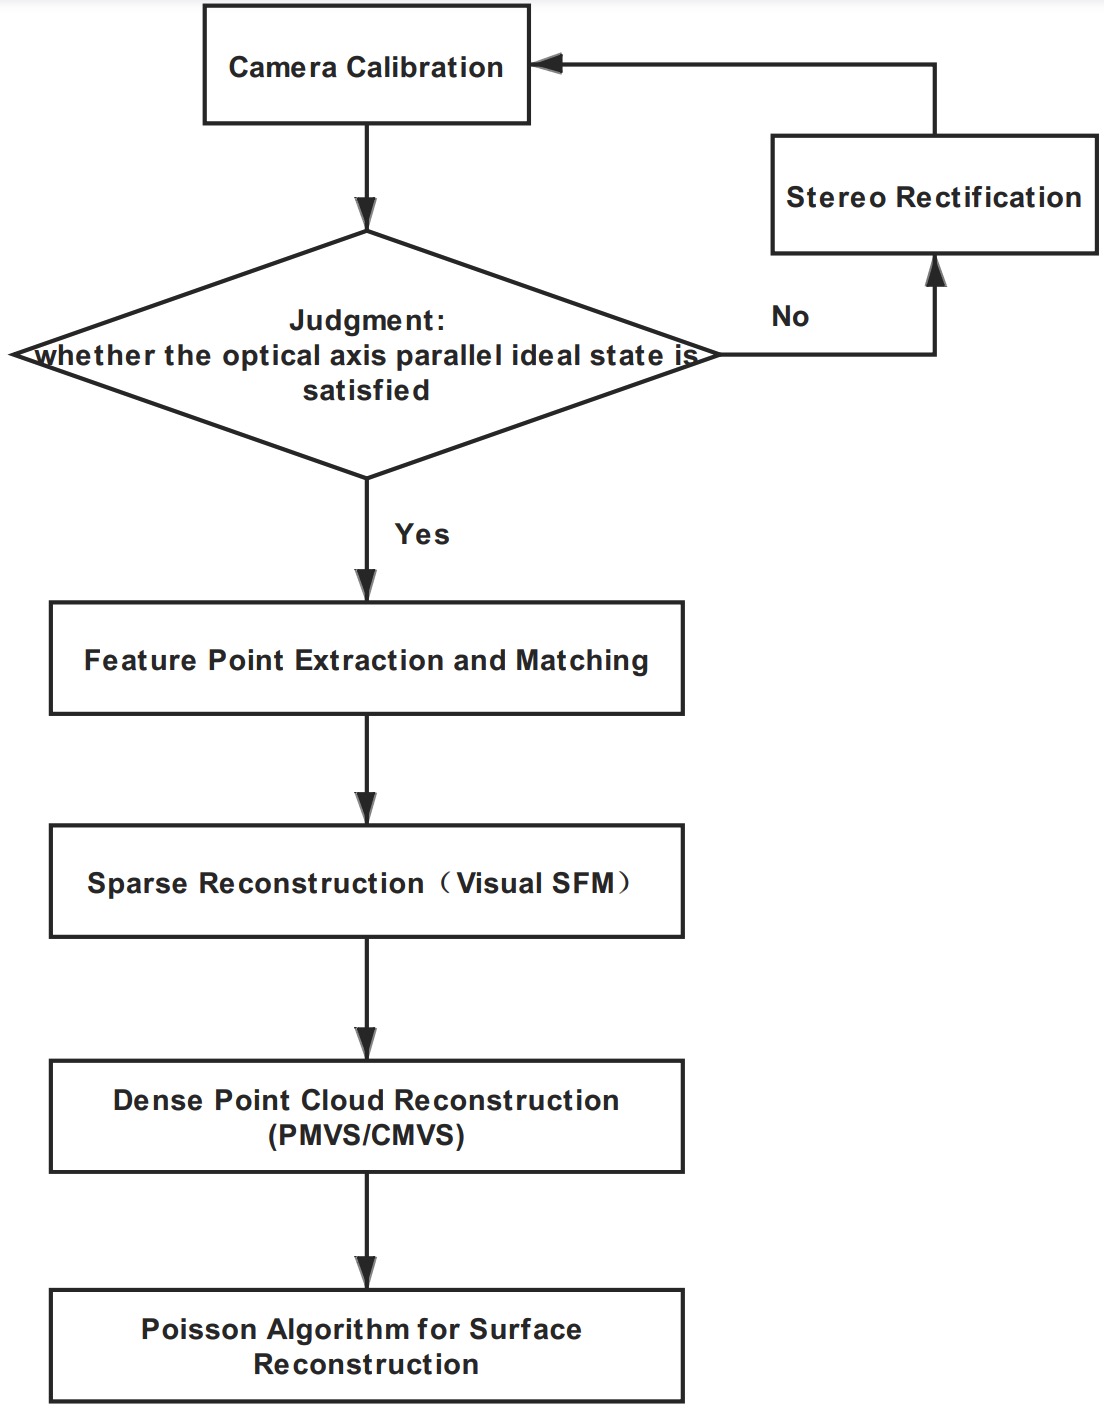 Camera Calibration
Stereo Rectification
Judgment:
whether the optical axis parallel ideal state is
satisfied
No
Yes
Feature Point Extraction and Matching
Sparse Reconstruction（Visual SFM）
Dense Point Cloud Reconstruction
(PMVS/CMVS)
Poisson Algorithm for Surface
Reconstruction